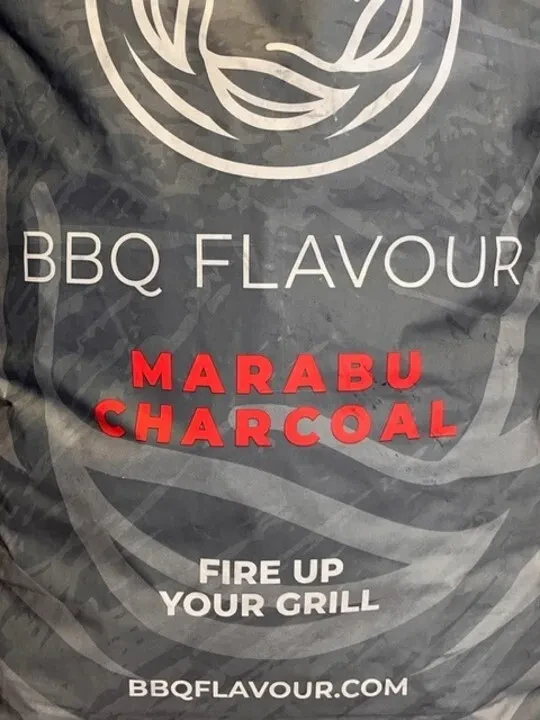 BBQ FLAVOUR
MARABU
CHARCOAL
FIRE UP
YOUR GRILL
BBQFLAVOUR.COM